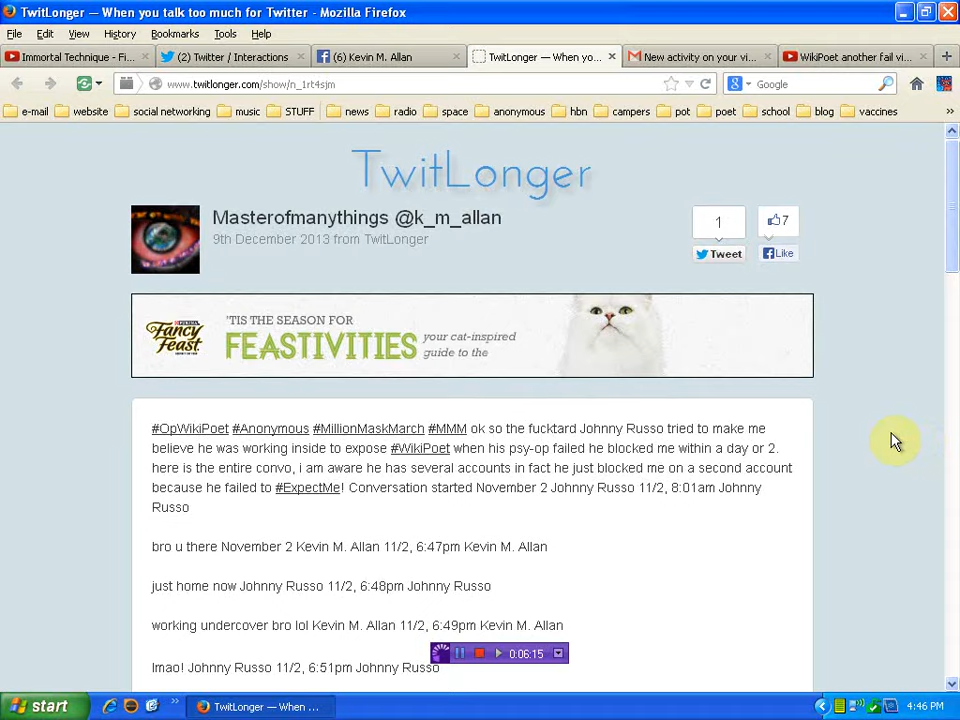 TwitLonger — When you talk too much for Twitter - Mozilla Firefox
File Edit View History Bookmarks Tools Help
Immortal Technique - F... (2) Twitter / Interactions (6) Kevin M. Allan TwitLonger — When yo... New activity on your vi... WikiPoet another fail vi...
www.twitlonger.com/show/n_1rt4sjm Google
e-mail website social networking music STUFF news radio space anonymous hbn campers pot poet school blog vaccines
TwitLonger
Masterofmanythings @k_m_allan
9th December 2013 from TwitLonger
1 7
Tweet Like
PURINA
Fancy Feast
'TIS THE SEASON FOR
FEASTIVITIES
your cat-inspired
guide to the
#OpWikiPoet #Anonymous #MillionMaskMarch #MMM ok so the fucktard Johnny Russo tried to make me
believe he was working inside to expose #WikiPoet when his psy-op failed he blocked me within a day or 2.
here is the entire convo, i am aware he has several accounts in fact he just blocked me on a second account
because he failed to #ExpectMe! Conversation started November 2 Johnny Russo 11/2, 8:01am Johnny
Russo
bro u there November 2 Kevin M. Allan 11/2, 6:47pm Kevin M. Allan
just home now Johnny Russo 11/2, 6:48pm Johnny Russo
working undercover bro lol Kevin M. Allan 11/2, 6:49pm Kevin M. Allan
lmao! Johnny Russo 11/2, 6:51pm Johnny Russo
0:06:15
start TwitLonger — When ... 4:46 PM